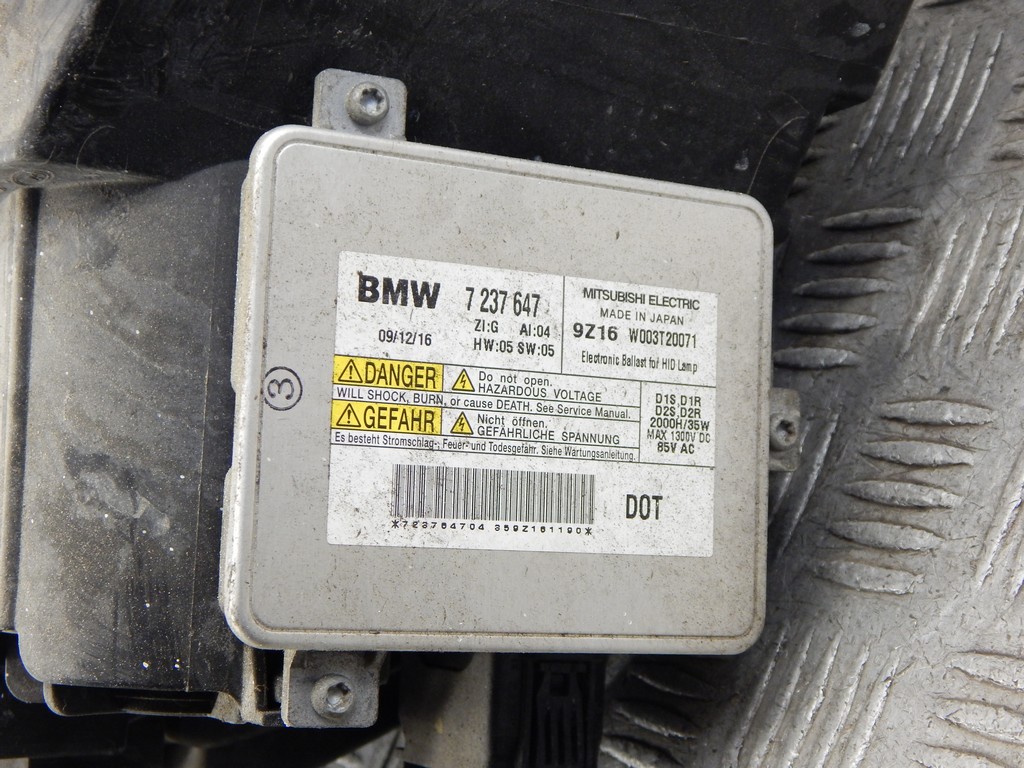 BMW 7 237 647
ZI:G AI:04
09/12/16
HW:05 SW:05
MITSUBISHI ELECTRIC
MADE IN JAPAN
9Z16 W003T20071
Electronic Ballast for HID Lamp
3
DANGER
Do not open.
HAZARDOUS VOLTAGE
WILL SHOCK, BURN, or cause DEATH. See Service Manual.
GEFAHR
Nicht öffnen.
GEFÄHRLICHE SPANNUNG
Es besteht Stromschlag-, Feuer- und Todesgefahr. Siehe Wartungsanleitung.
D1S,D1R
D2S,D2R
2000H/35W
MAX 1300V DC
85V AC
*723764704 359Z161190*
DOT